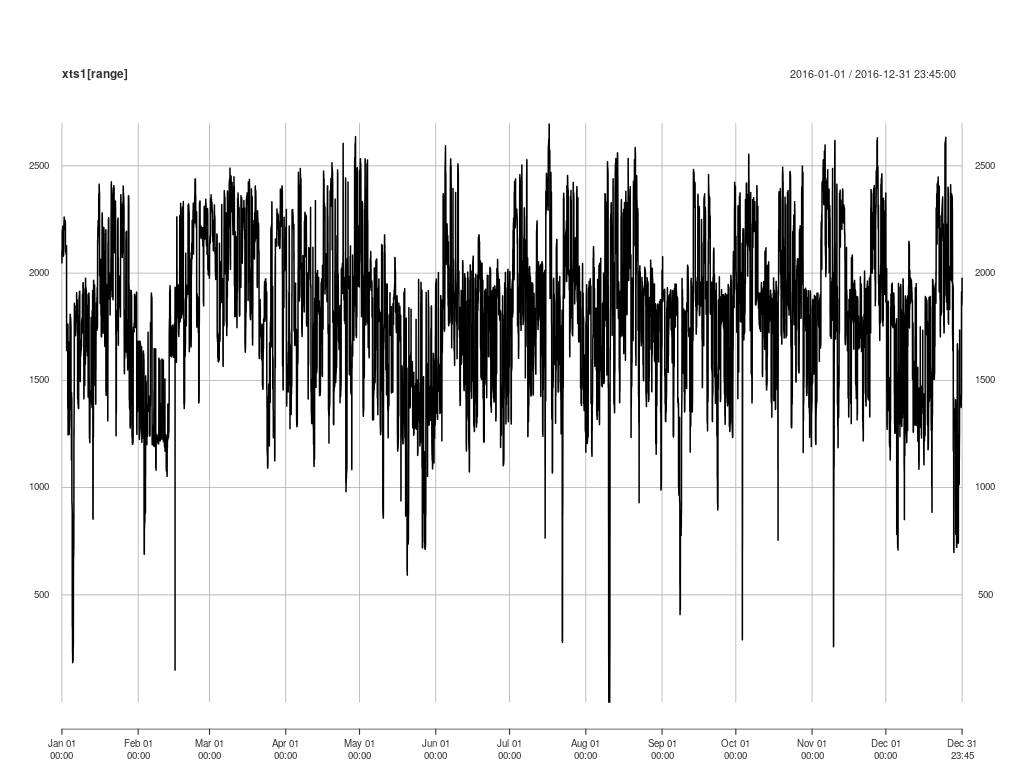 xts1[range] 2016-01-01 / 2016-12-31 23:45:00
2500 2500
2000 2000
1500 1500
1000 1000
500 500
Jan 01 Feb 01 Mar 01 Apr 01 May 01 Jun 01 Jul 01 Aug 01 Sep 01 Oct 01 Nov 01 Dec 01 Dec 31
00:00 00:00 00:00 00:00 00:00 00:00 00:00 00:00 00:00 00:00 00:00 00:00 23:45